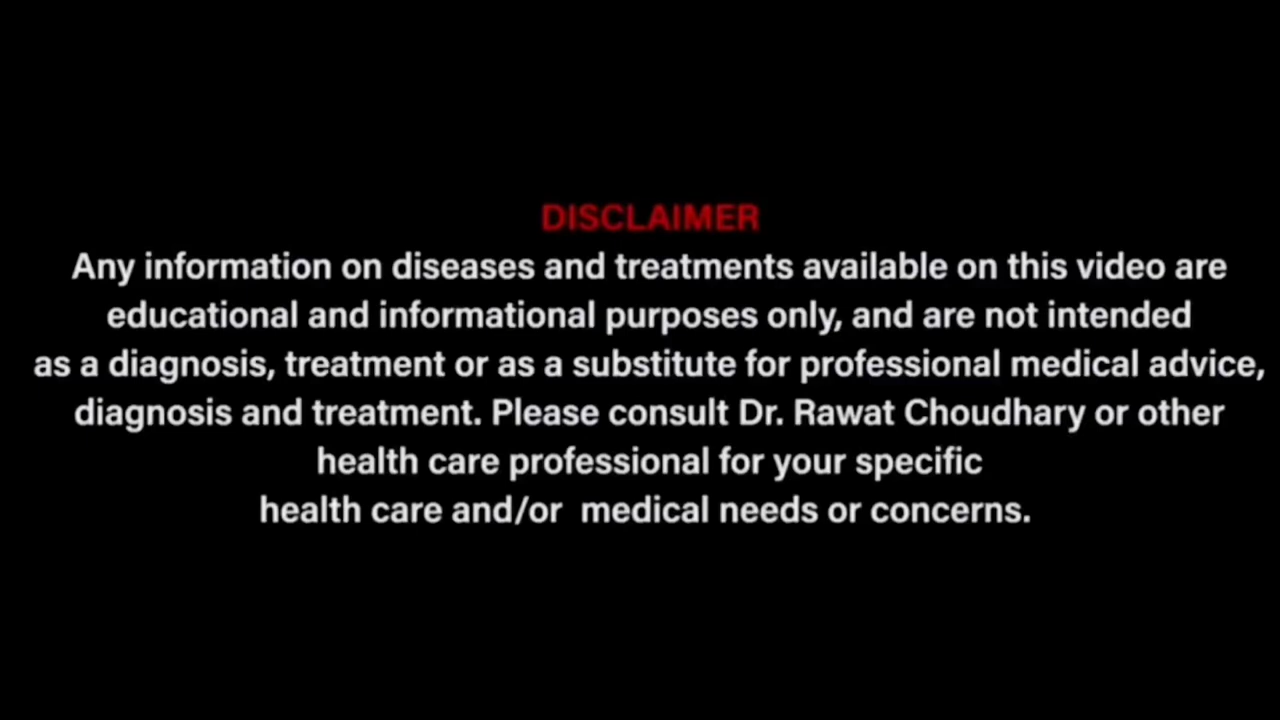 DISCLAIMER
Any information on diseases and treatments available on this video are
educational and informational purposes only, and are not intended
as a diagnosis, treatment or as a substitute for professional medical advice,
diagnosis and treatment. Please consult Dr. Rawat Choudhary or other
health care professional for your specific
health care and/or  medical needs or concerns.